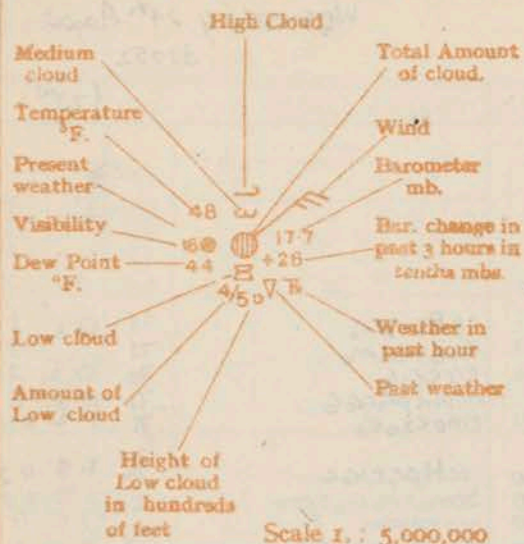 High Cloud
Medium
cloud
Total Amount
of cloud.
Temperature
°F.
Wind
Present
weather
Barometer
mb.
48
Visibility
17.7
Bar. change in
past 3 hours in
tenths mbs.
+26
Dew Point
°F.
44
4/5
Low cloud
Weather in
past hour
Amount of
Low cloud
Past weather
Height of
Low cloud
in hundreds
of feet
Scale 1, : 5,000,000